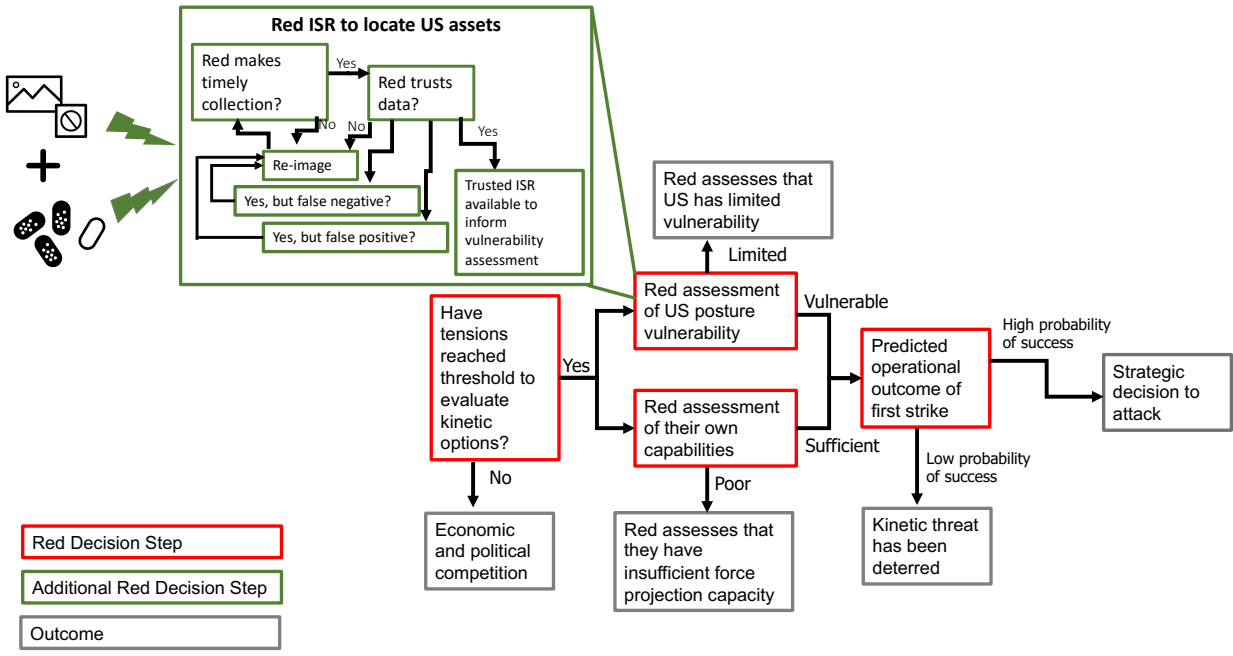 Red ISR to locate US assets
Red makes
timely
collection?
Yes
Red trusts
data?
No
No
Yes
Re-image
Yes, but false negative?
Yes, but false positive?
Trusted ISR
available to
inform
vulnerability
assessment
Red assesses that
US has limited
vulnerability
Limited
Have
tensions
reached
threshold to
evaluate
kinetic
options?
Yes
No
Economic
and political
competition
Red assessment
of US posture
vulnerability
Vulnerable
Red assessment
of their own
capabilities
Sufficient
Poor
Red assesses that
they have
insufficient force
projection capacity
Predicted
operational
outcome of
first strike
High probability
of success
Strategic
decision to
attack
Low probability
of success
Kinetic threat
has been
deterred
Red Decision Step
Additional Red Decision Step
Outcome